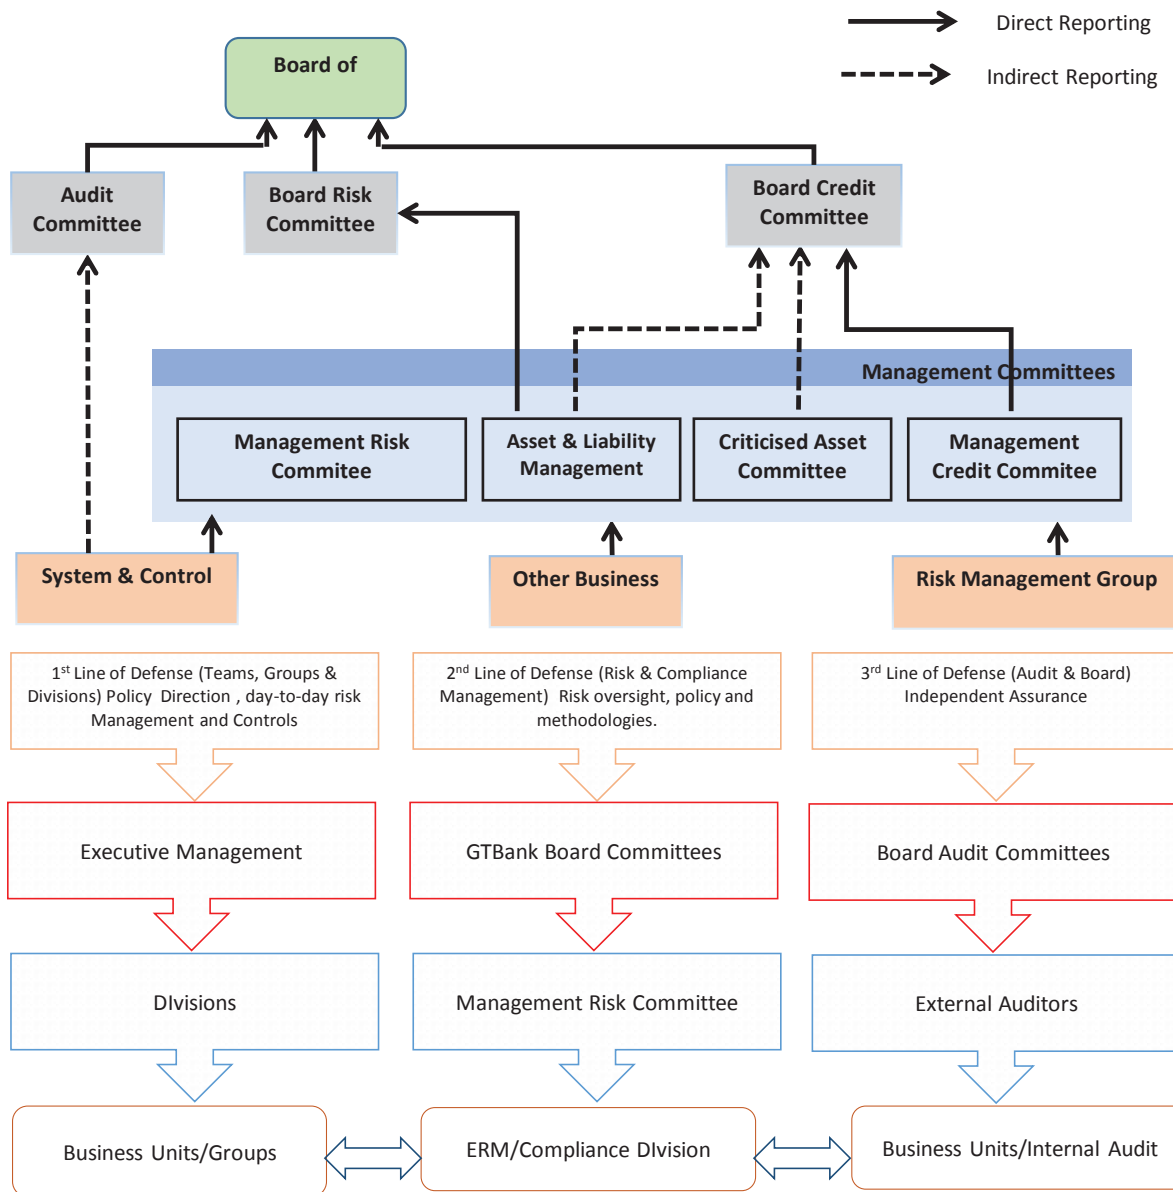 Direct Reporting
Board of
Indirect Reporting
Audit
Committee
Board Risk
Committee
Board Credit
Committee
Management Committees
Management Risk
Commitee
Asset & Liability
Management
Criticised Asset
Committee
Management
Credit Commitee
System & Control
Other Business
Risk Management Group
1st Line of Defense (Teams, Groups &
Divisions) Policy Direction , day-to-day risk
Management and Controls
2nd Line of Defense (Risk & Compliance
Management) Risk oversight, policy and
methodologies.
3rd Line of Defense (Audit & Board)
Independent Assurance
Executive Management
GTBank Board Committees
Board Audit Committees
DIvisions
Management Risk Committee
External Auditors
Business Units/Groups
ERM/Compliance DIvision
Business Units/Internal Audit